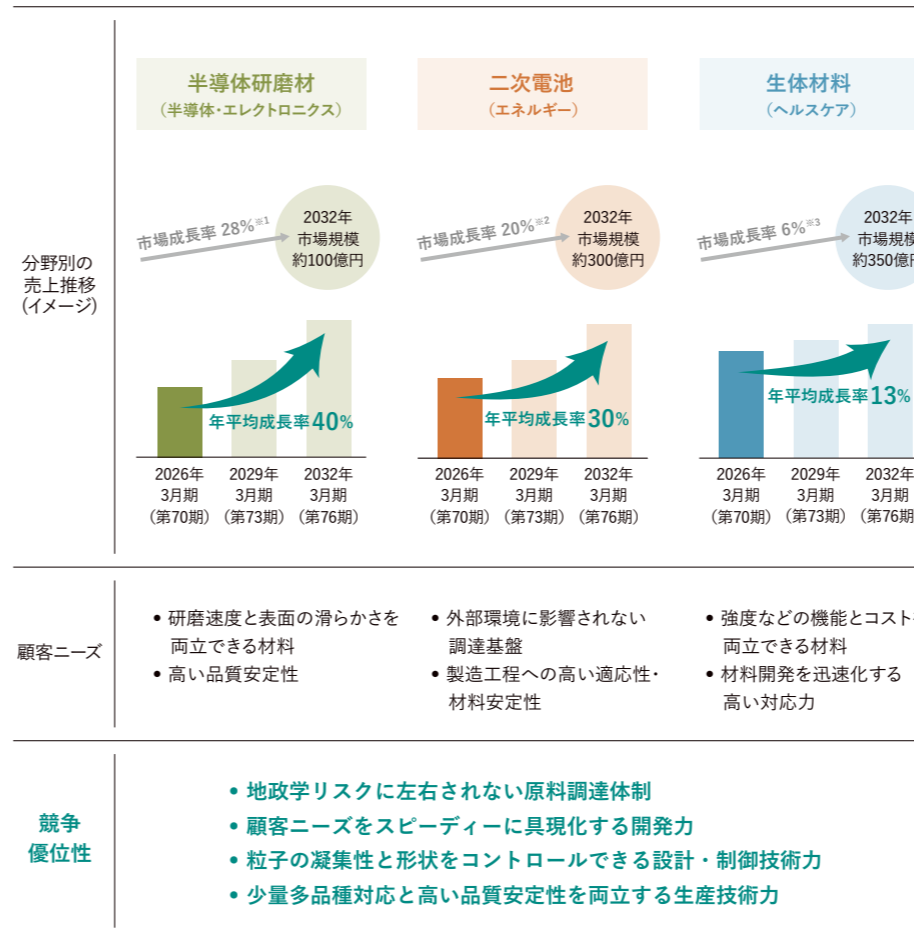 半導体研磨材
（半導体・エレクトロニクス）
二次電池
（エネルギー）
生体材料
（ヘルスケア）
分野別の
売上推移
（イメージ）
市場成長率 28%※1
2032年
市場規模
約100億円
年平均成長率40%
2026年
3月期
（第70期）
2029年
3月期
（第73期）
2032年
3月期
（第76期）
市場成長率 20%※2
2032年
市場規模
約300億円
年平均成長率30%
2026年
3月期
（第70期）
2029年
3月期
（第73期）
2032年
3月期
（第76期）
市場成長率 6%※3
2032年
市場規模
約350億円
年平均成長率13%
2026年
3月期
（第70期）
2029年
3月期
（第73期）
2032年
3月期
（第76期
顧客ニーズ
• 研磨速度と表面の滑らかさを
両立できる材料
• 高い品質安定性
• 外部環境に影響されない
調達基盤
• 製造工程への高い適応性・
材料安定性
• 強度などの機能とコスト
両立できる材料
• 材料開発を迅速化する
高い対応力
競争
優位性
• 地政学リスクに左右されない原料調達体制
• 顧客ニーズをスピーディーに具現化する開発力
• 粒子の凝集性と形状をコントロールできる設計・制御技術力
• 少量多品種対応と高い品質安定性を両立する生産技術力